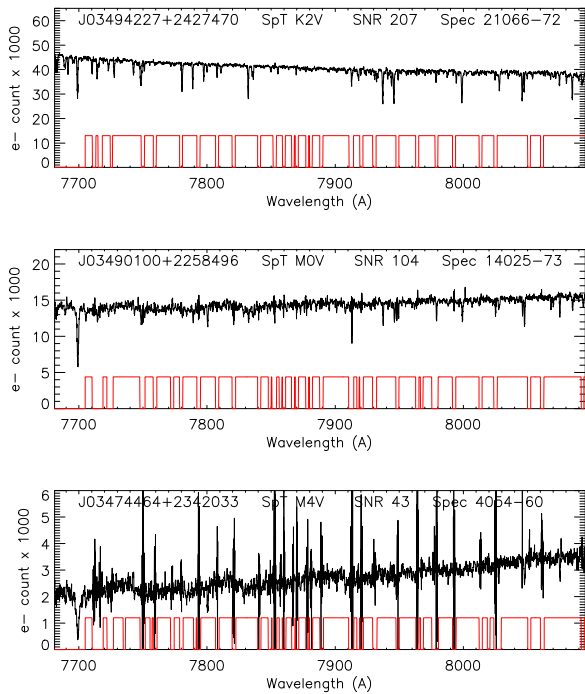 J03494227+2427470 SpT K2V SNR 207 Spec 21066-72
60
50
40
30
20
10
0
e- count x 1000
7700 7800 7900 8000
Wavelength (A)
J03490100+2258496 SpT M0V SNR 104 Spec 14025-73
20
15
10
5
0
e- count x 1000
7700 7800 7900 8000
Wavelength (A)
J03474464+2342033 SpT M4V SNR 43 Spec 4054-60
6
5
4
3
2
1
0
e- count x 1000
7700 7800 7900 8000
Wavelength (A)